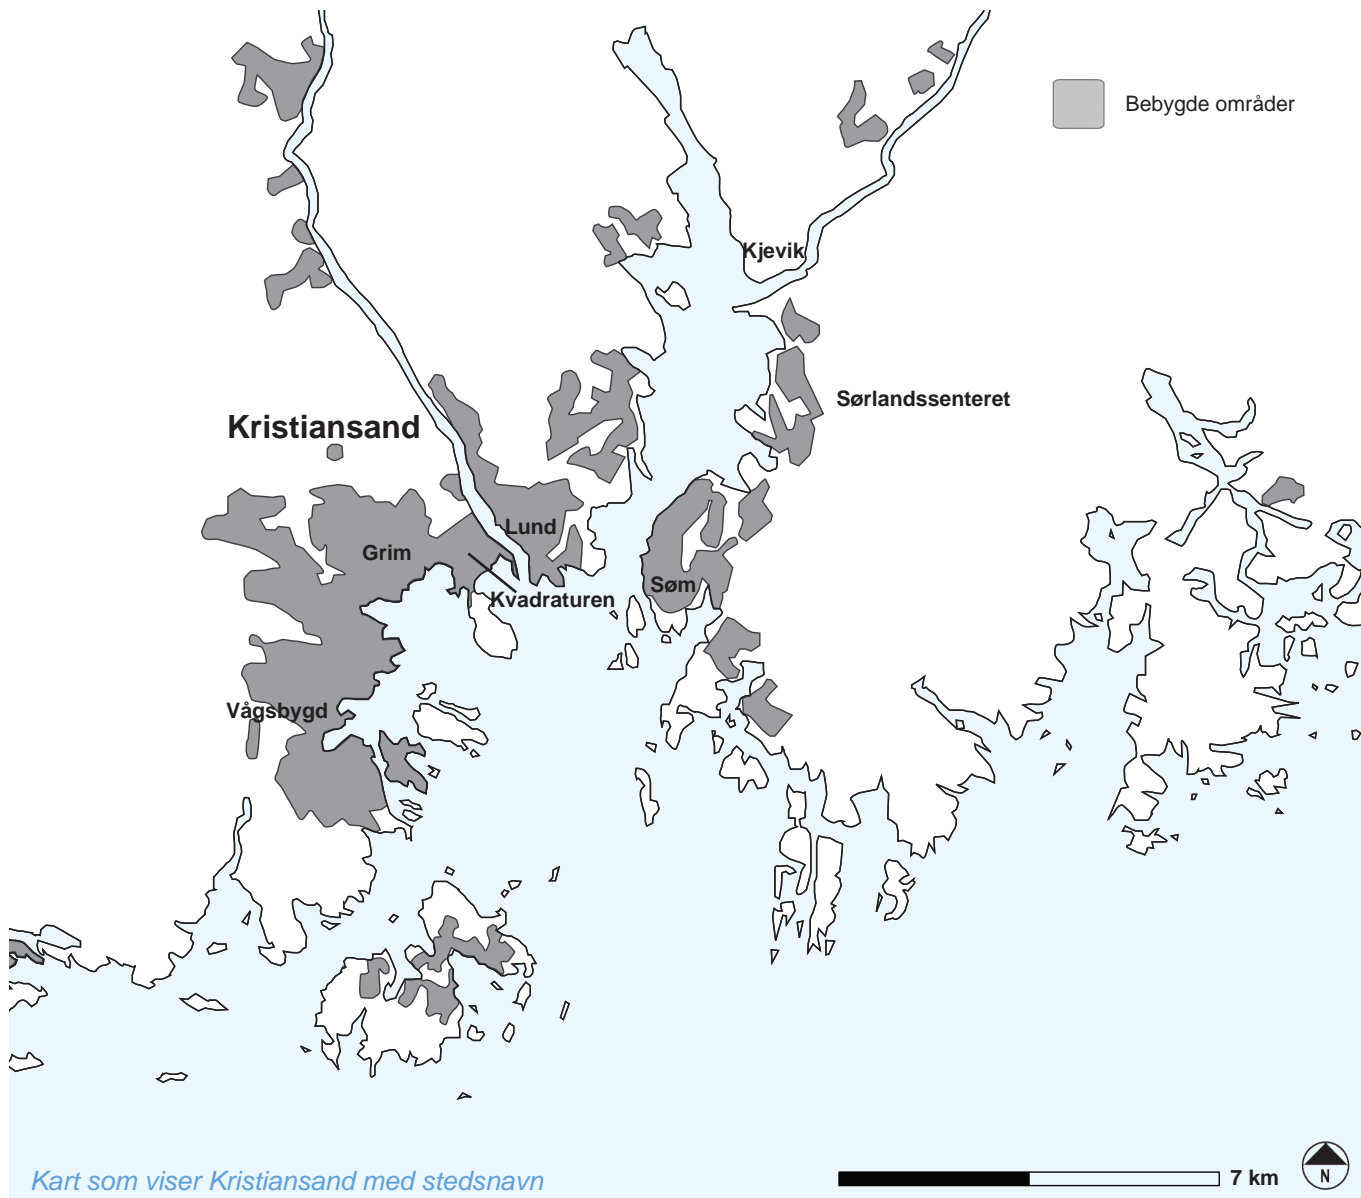 Bebygde områder
Kjevik
Sørlandssenteret
Kristiansand
Lund
Grim
Søm
Kvadraturen
Vågsbygd
Kart som viser Kristiansand med stedsnavn
7 km
N